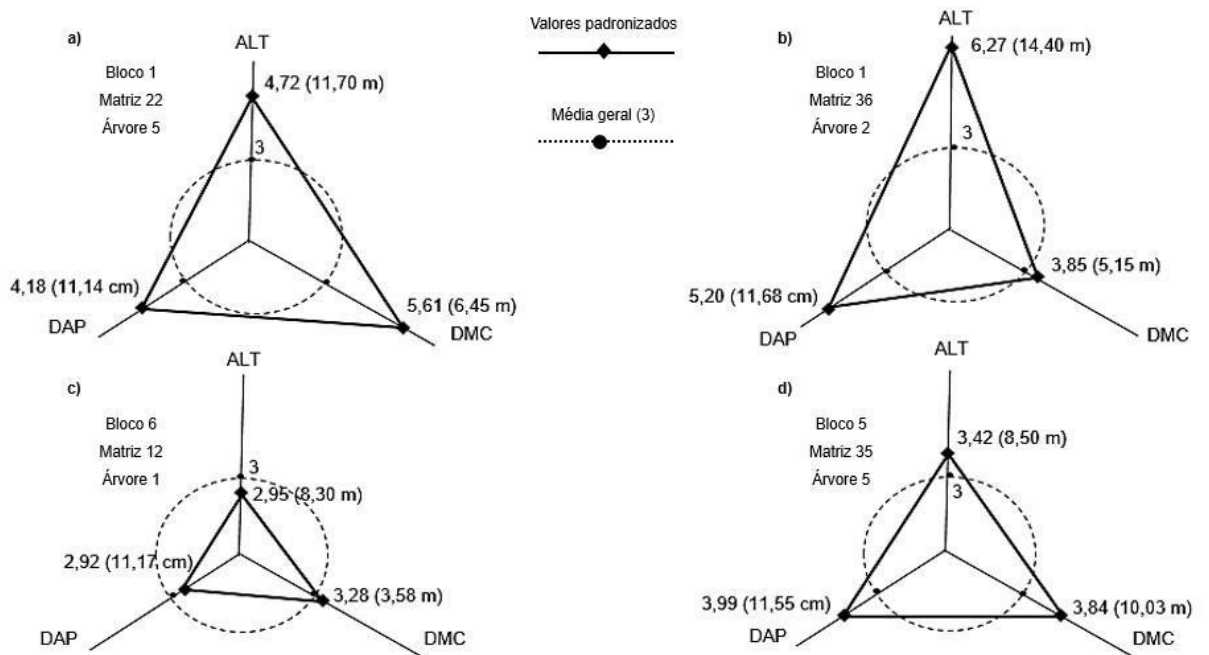 a)
ALT
Bloco 1
Matriz 22
Árvore 5
4,72 (11,70 m)
3
4,18 (11,14 cm)
DAP
5,61 (6,45 m)
DMC
Valores padronizados
Média geral (3)
b)
ALT
Bloco 1
Matriz 36
Árvore 2
6,27 (14,40 m)
3
5,20 (11,68 cm)
DAP
3,85 (5,15 m)
DMC
c)
ALT
Bloco 6
Matriz 12
Árvore 1
3
2,95 (8,30 m)
2,92 (11,17 cm)
DAP
3,28 (3,58 m)
DMC
d)
ALT
Bloco 5
Matriz 35
Árvore 5
3,42 (8,50 m)
3
3,99 (11,55 cm)
DAP
3,84 (10,03 m)
DMC